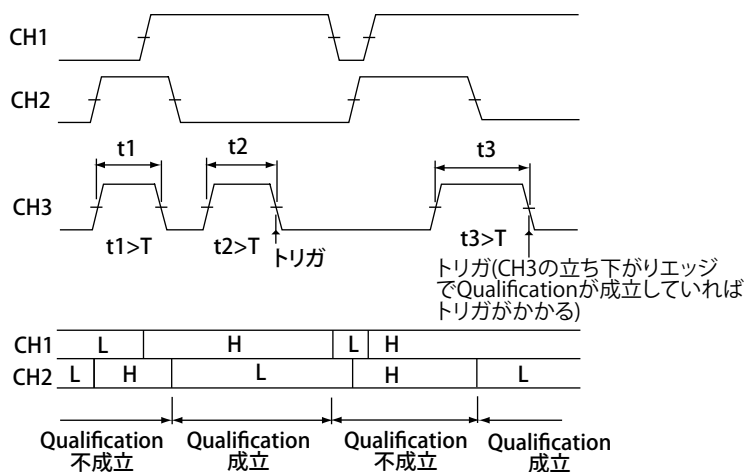 CH1
CH2
t1
t2
t3
CH3
t1>T
t2>T
トリガ
t3>T
トリガ(CH3の立ち下がりエッジ
でQualificationが成立していれば
トリガがかかる)
CH1 L H L H
CH2 L H L H L
Qualification
不成立
Qualification
成立
Qualification
不成立
Qualification
成立